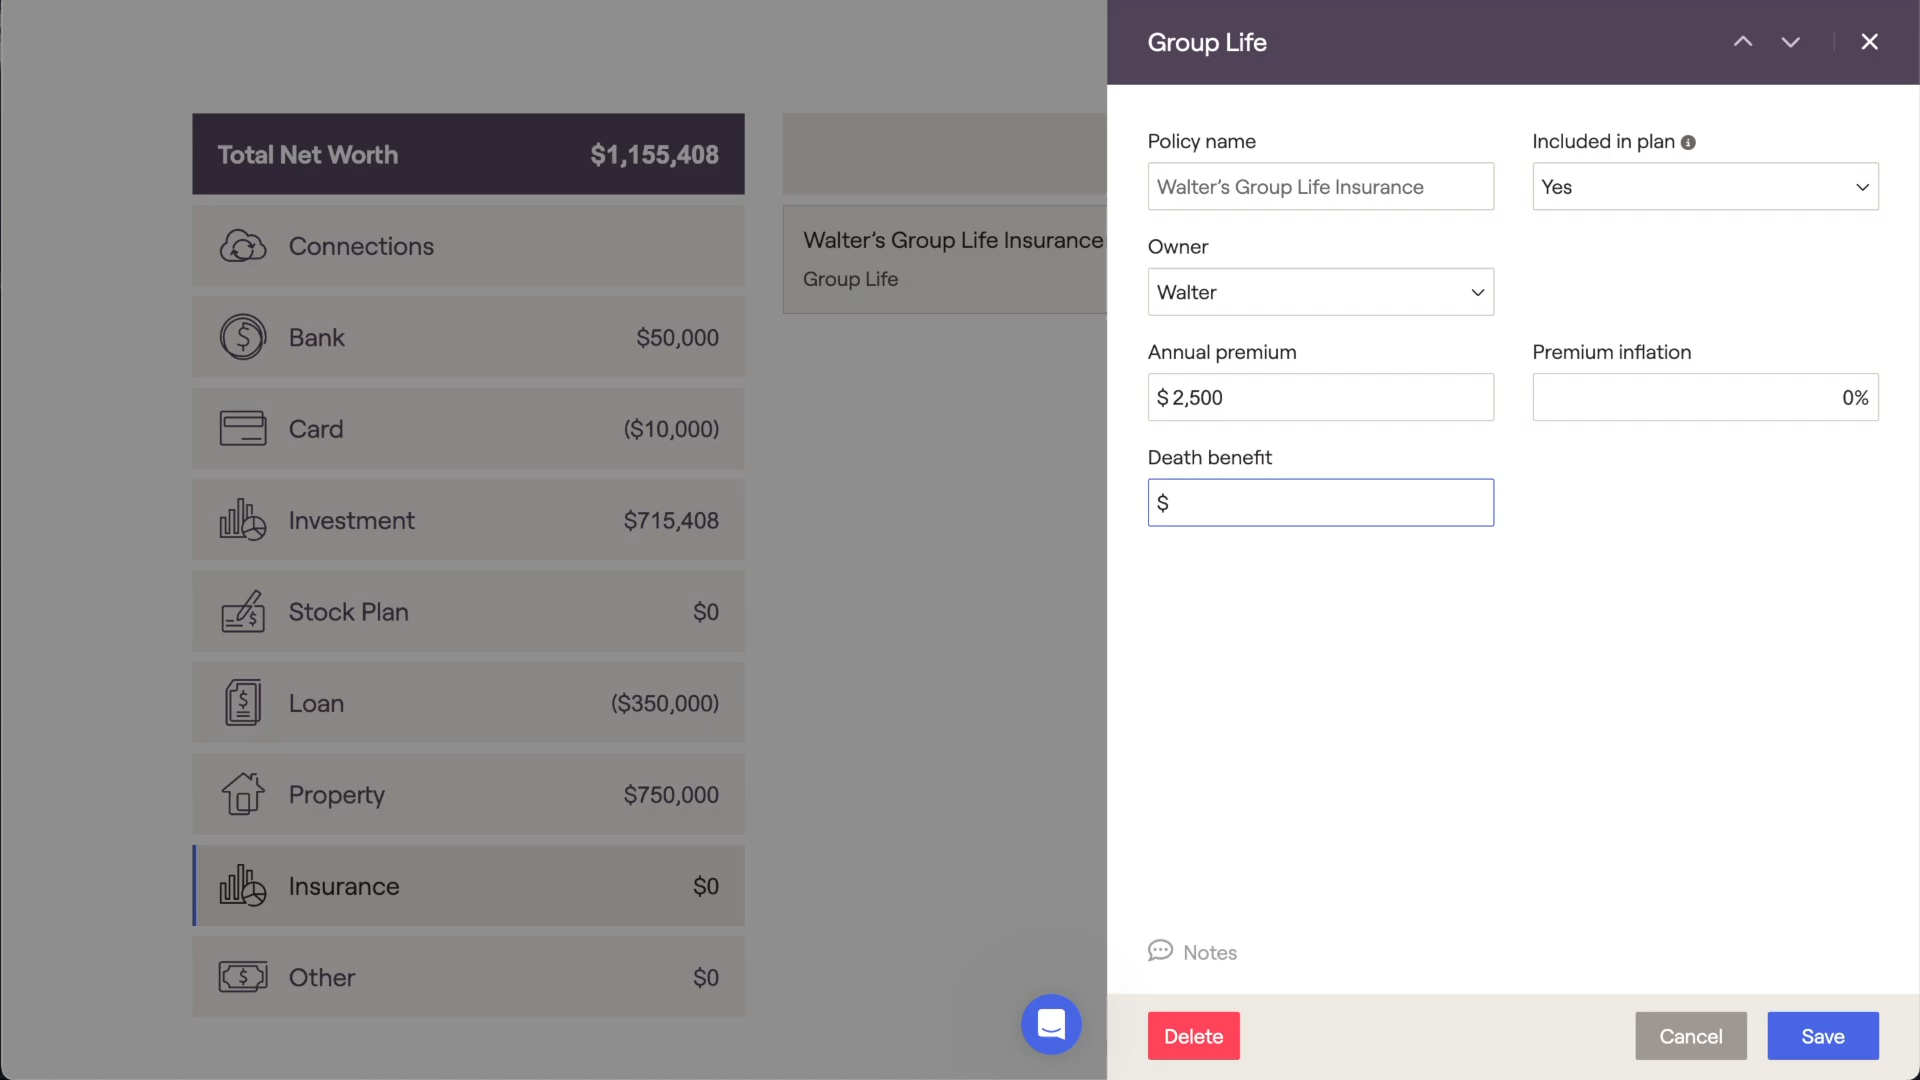 Total Net Worth $1,155,408
Connections
Bank $50,000
Card ($10,000)
Investment $715,408
Stock Plan $0
Loan ($350,000)
Property $750,000
Insurance $0
Other $0
Walter’s Group Life Insurance
Group Life
Group Life
Policy name Included in plan
Walter’s Group Life Insurance Yes
Owner
Walter
Annual premium Premium inflation
$ 2,500 0%
Death benefit
$
Notes
Delete Cancel Save